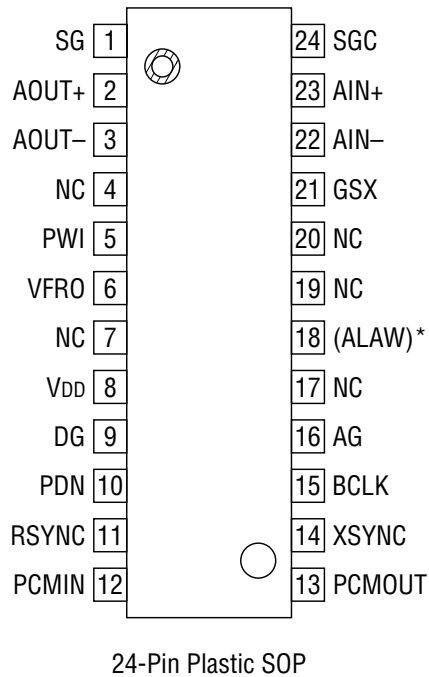 SG 1 24 SGC
AOUT+ 2 23 AIN+
AOUT– 3 22 AIN–
NC 4 21 GSX
PWI 5 20 NC
VFRO 6 19 NC
NC 7 18 (ALAW)*
VDD 8 17 NC
DG 9 16 AG
PDN 10 15 BCLK
RSYNC 11 14 XSYNC
PCMIN 12 13 PCMOUT
24-Pin Plastic SOP